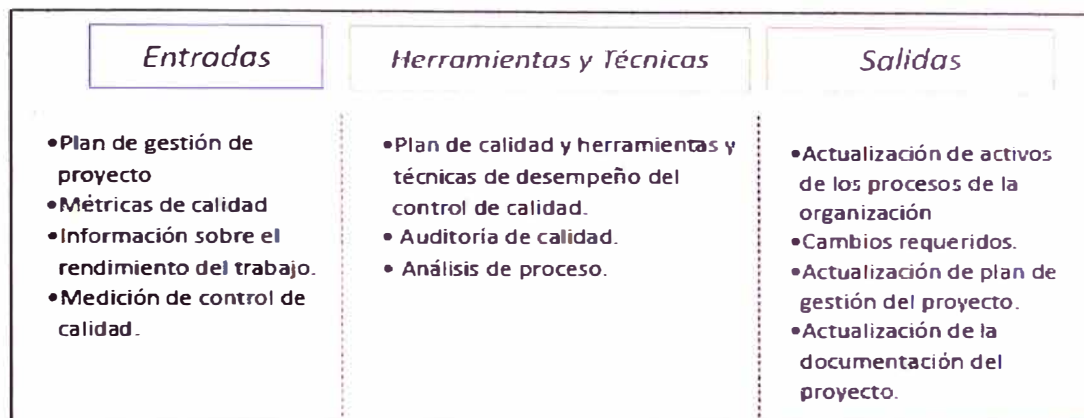 Entradas
•Plan de gestión de
proyecto
•Métricas de calidad
•Información sobre el
rendimiento del trabajo.
•Medición de control de
calidad.
Herramientas y Técnicas
•Plan de calidad y herramientas y
técnicas de desempeño del
control de calidad.
• Auditoría de calidad.
• Análisis de proceso.
Salidas
•Actualización de activos
de los procesos de la
organización
•Cambios requeridos.
•Actualización de plan de
gestión del proyecto.
•Actualización de la
documentación del
proyecto.